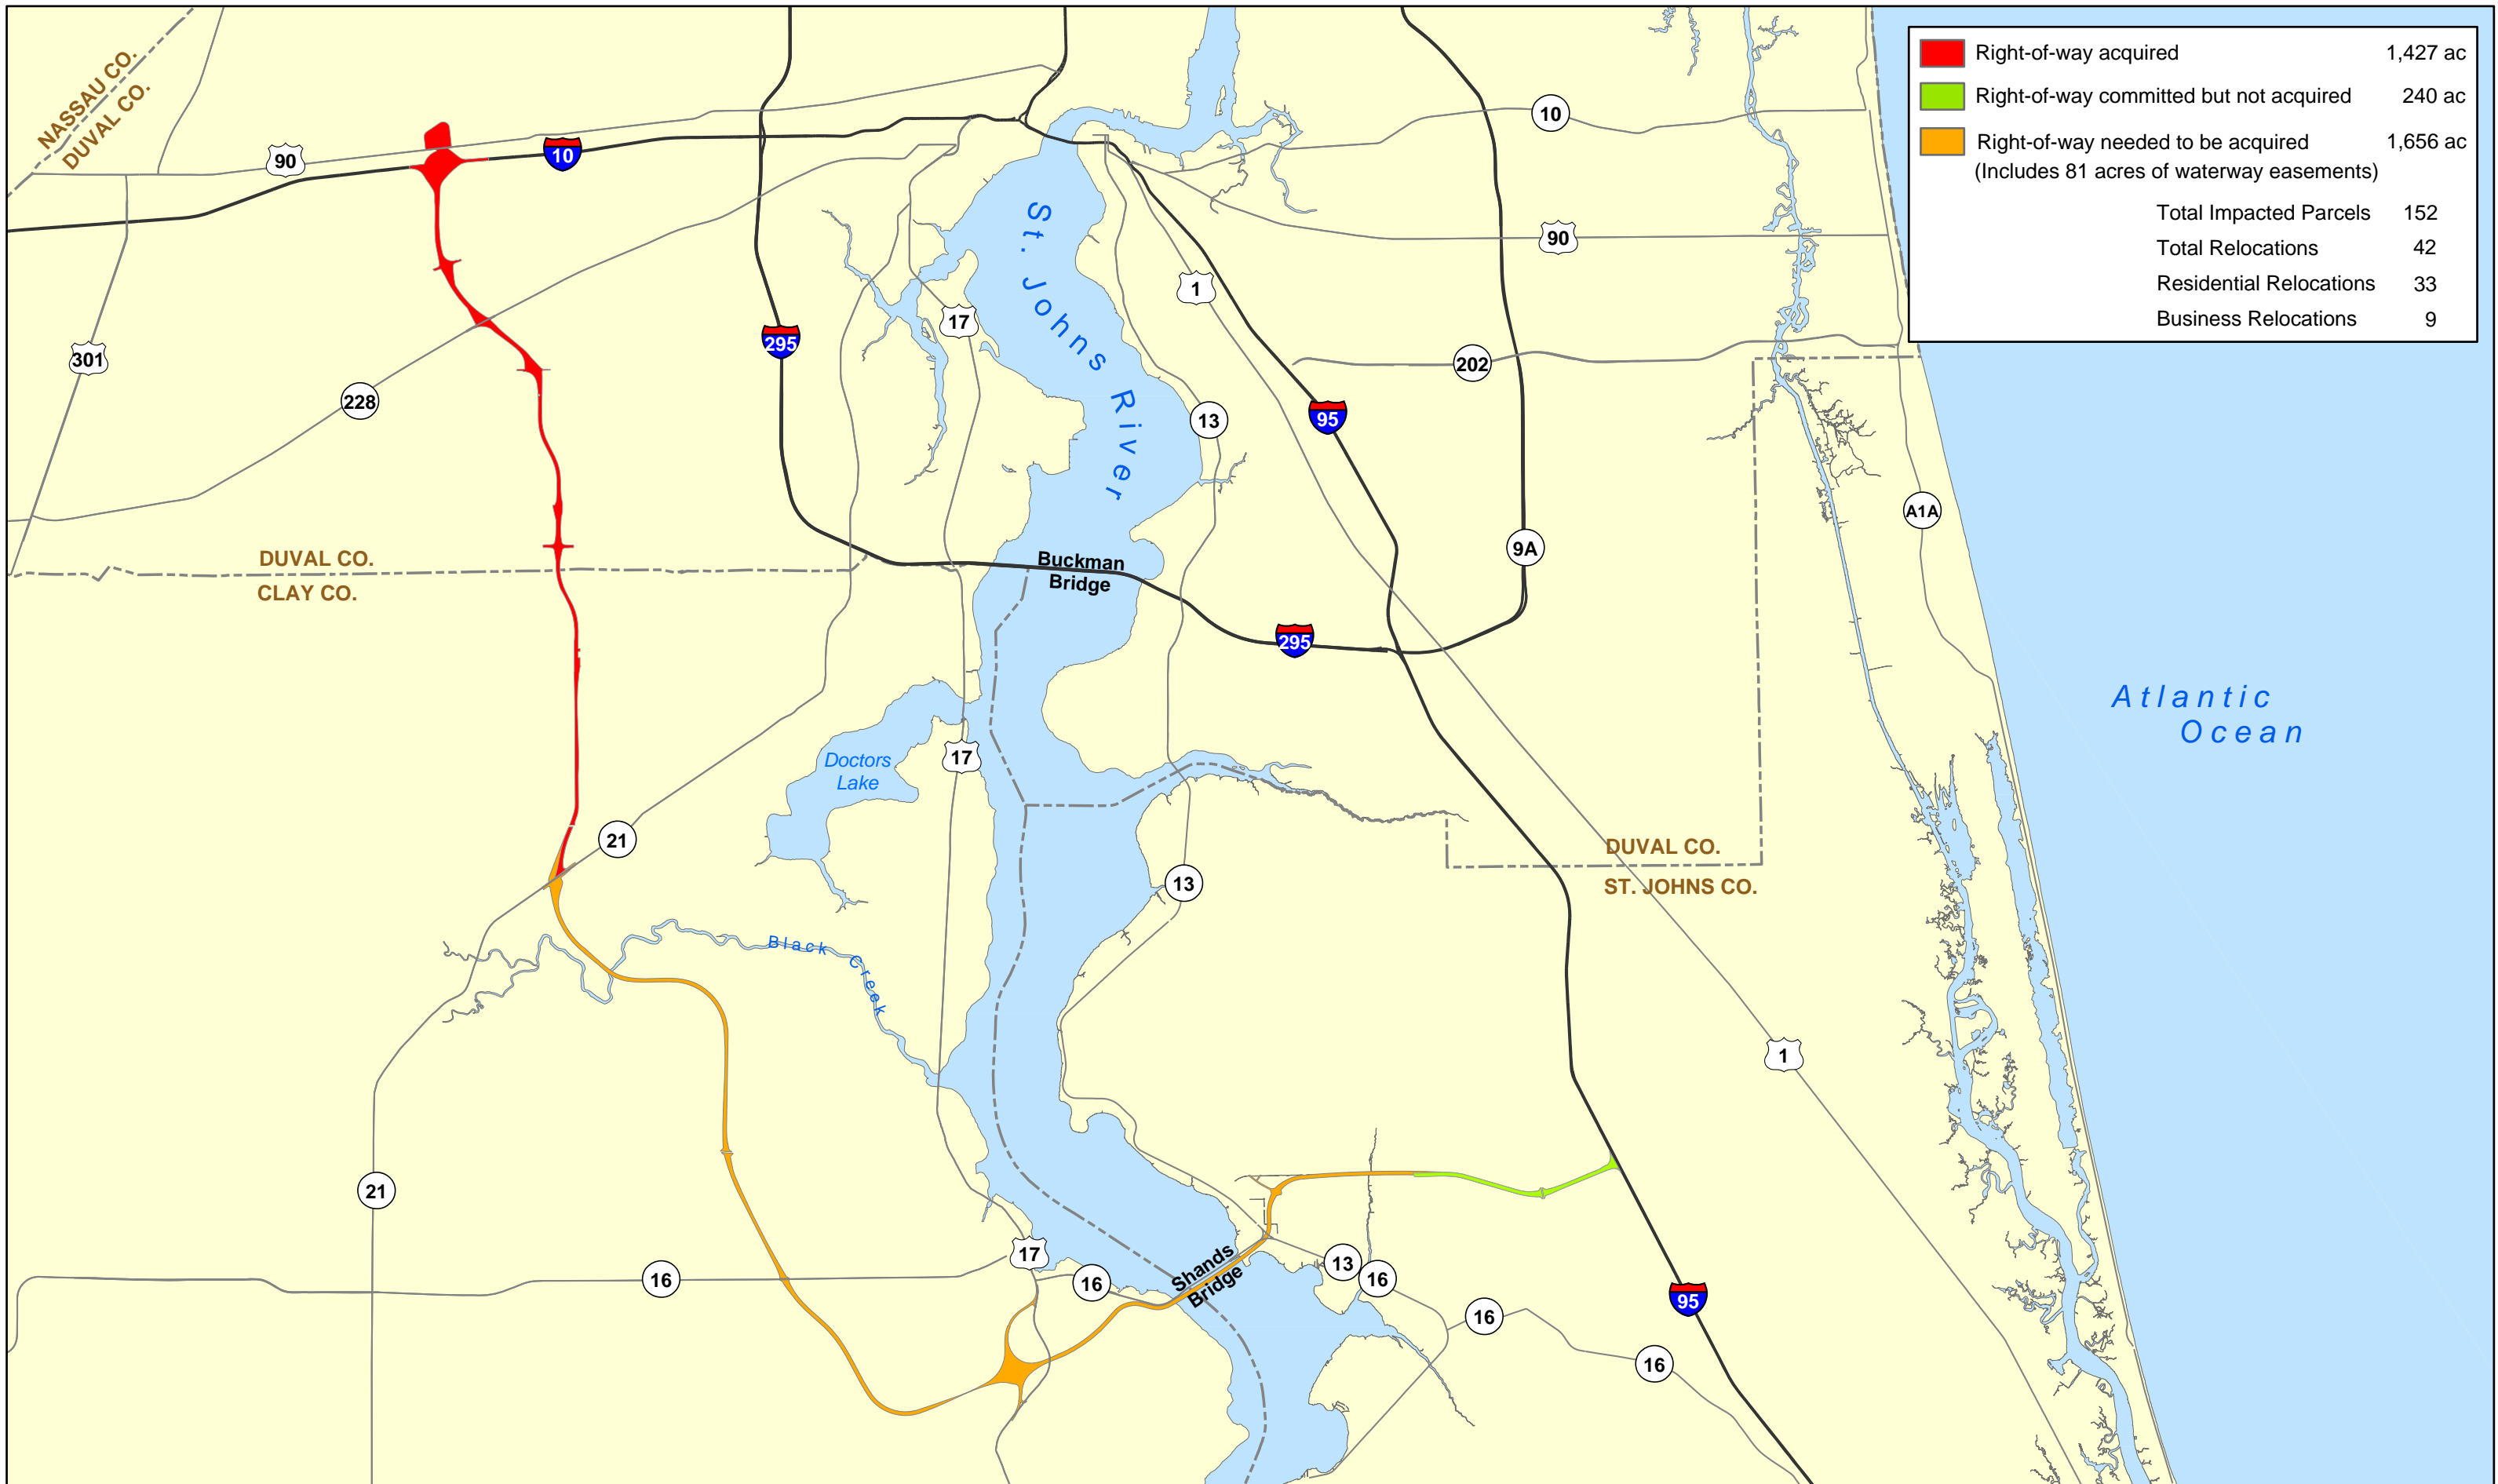 Right-of-way acquired 1,427 ac
Right-of-way committed but not acquired 240 ac
Right-of-way needed to be acquired 1,656 ac
(Includes 81 acres of waterway easements)
Total Impacted Parcels 152
Total Relocations 42
Residential Relocations 33
Business Relocations 9
NASSAU CO.
DUVAL CO.
90
10
10
90
St. Johns River
1
17
295
301
228
202
95
13
A1A
9A
DUVAL CO.
CLAY CO.
Buckman
Bridge
295
Atlantic
Ocean
Doctors
Lake
17
21
DUVAL CO.
ST. JOHNS CO.
13
Black Creek
1
21
17
16
16
Shands
Bridge
13
16
16
95
16